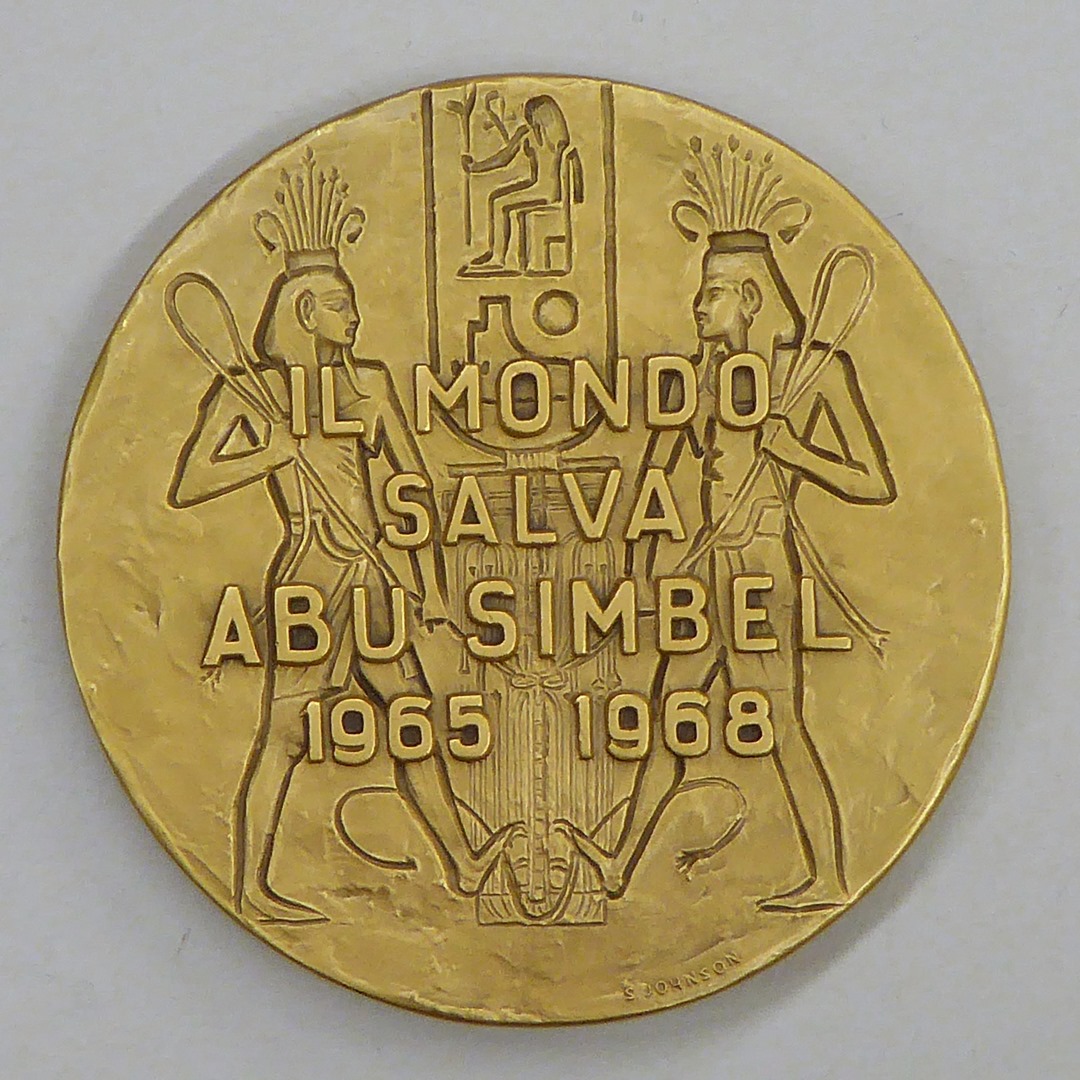 IL MONDO
SALVA
ABU SIMBEL
1965 1968
S JOHNSON